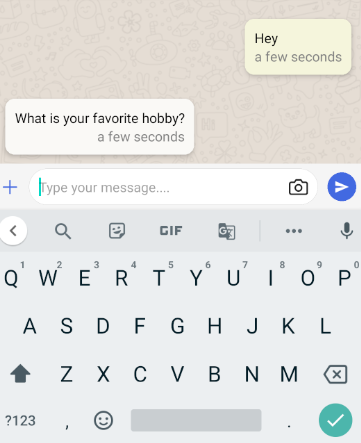 Hey
a few seconds
What is your favorite hobby?
a few seconds
Type your message....
GIF
1 2 3 4 5 6 7 8 9 0
Q W E R T Y U I O P
A S D F G H J K L
Z X C V B N M
?123 , .